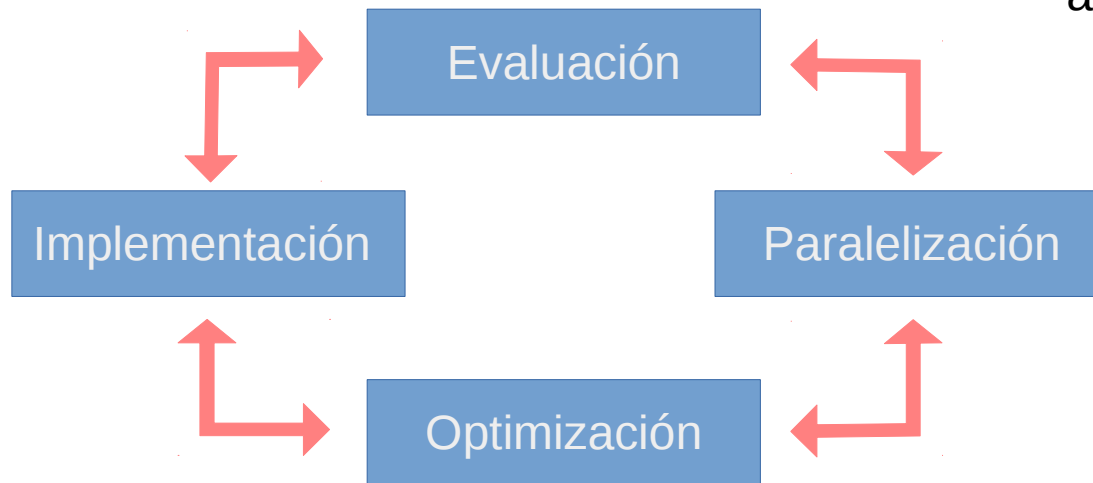 a
Evaluación
Implementación
Paralelización
Optimización